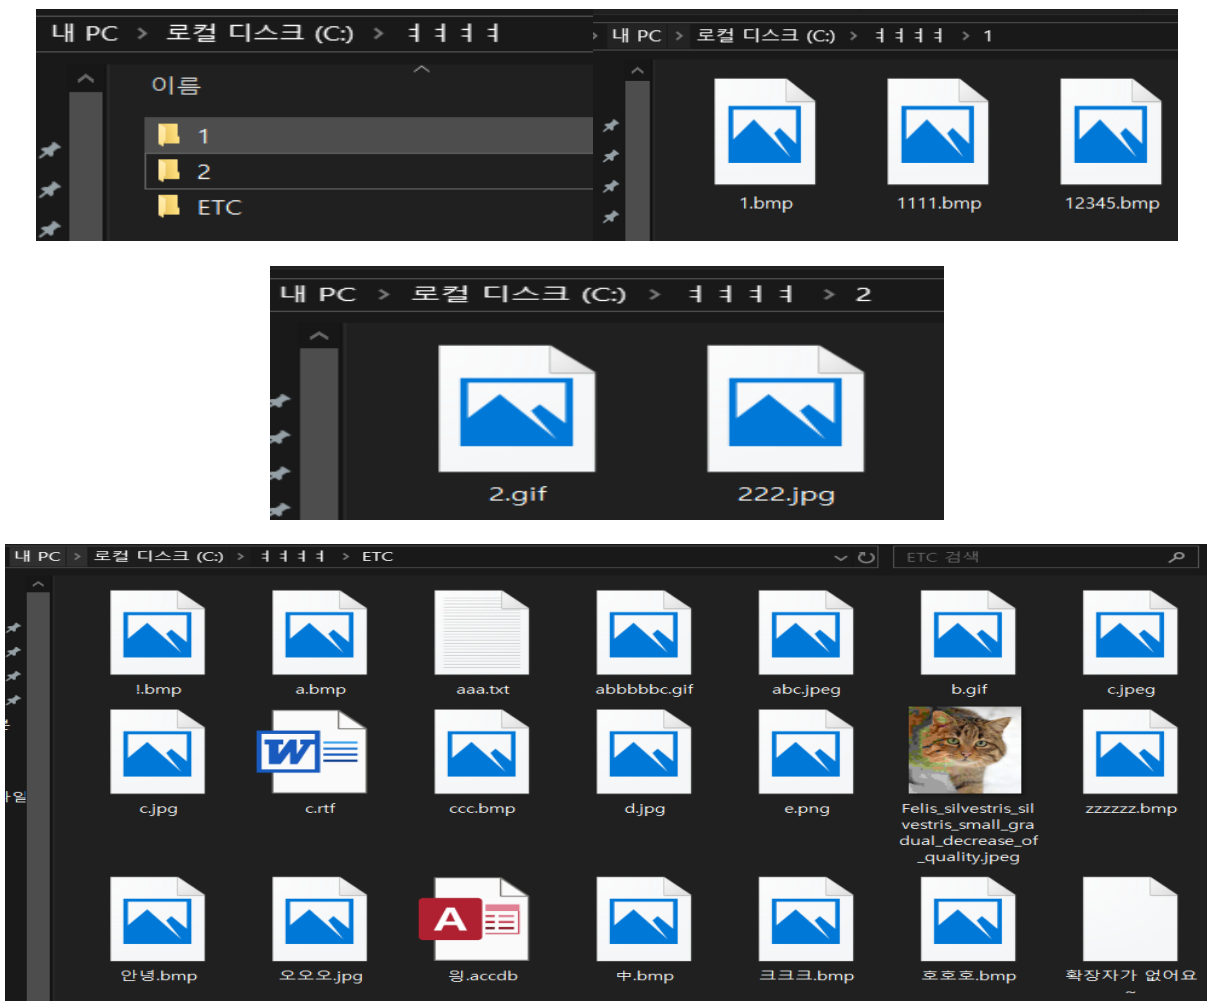 내 PC > 로컬 디스크 (C:) > ㅕㅕㅕㅕ
이름
1
2
ETC
내 PC > 로컬 디스크 (C:) > ㅕㅕㅕㅕ > 1
1.bmp 1111.bmp 12345.bmp
내 PC > 로컬 디스크 (C:) > ㅕㅕㅕㅕ > 2
2.gif 222.jpg
내 PC > 로컬 디스크 (C:) > ㅕㅕㅕㅕ > ETC ETC 검색
!.bmp a.bmp aaa.txt abbbbbc.gif abc.jpeg b.gif c.jpeg
c.jpg c.rtf ccc.bmp d.jpg e.png Felis_silvestris_sil zzzzzz.bmp
vestris_small_gra
dual_decrease_of
_quality.jpeg
안녕.bmp 오오오.jpg 윙.accdb 中.bmp 크크크.bmp 호호호.bmp 확장자가 없어요
~